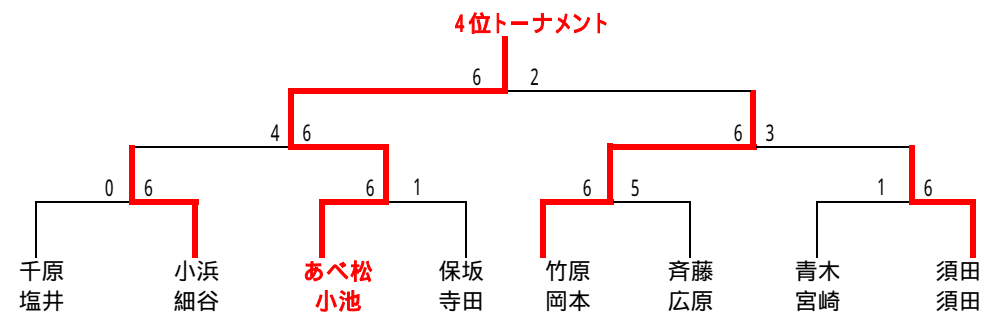 4位トーナメント
6 2
4 6 6 3
0 6 6 1 6 5 1 6
千原 小浜 あべ松 保坂 竹原 斉藤 青木 須田
塩井 細谷 小池 寺田 岡本 広原 宮崎 須田